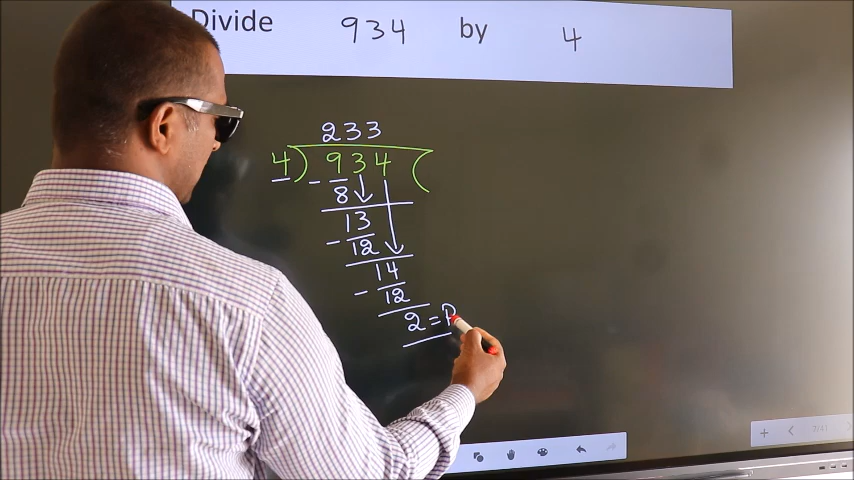 Divide 934 by 4
233
4) 934 (
- 8
13
- 12
14
- 12
2 = R